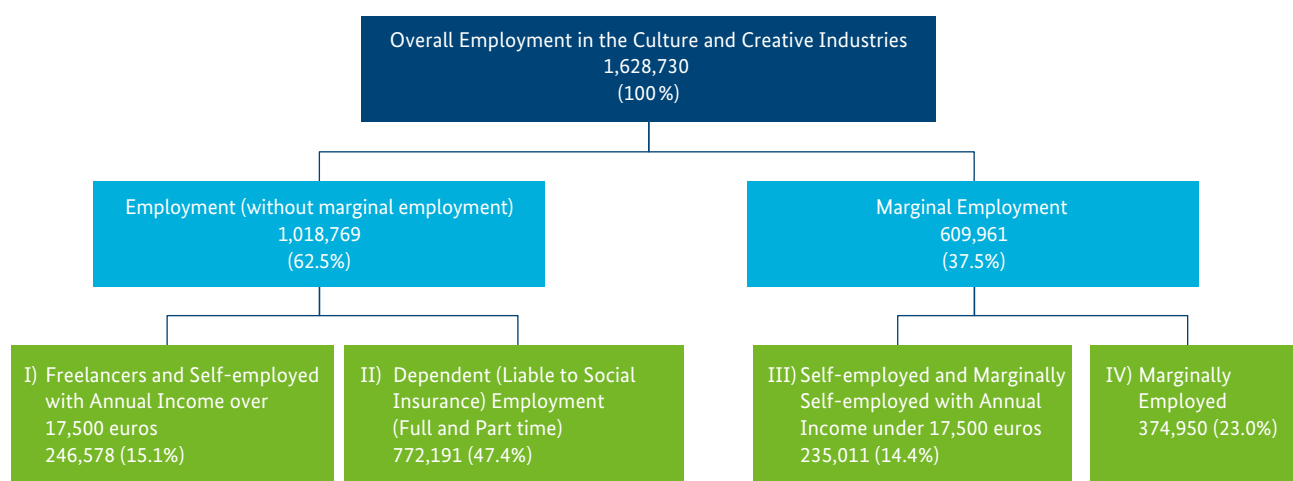 Overall Employment in the Culture and Creative Industries
1,628,730
(100 %)
Employment (without marginal employment)
1,018,769
(62.5%)
Marginal Employment
609,961
(37.5%)
I) Freelancers and Self-employed
with Annual Income over
17,500 euros
246,578 (15.1%)
II) Dependent (Liable to Social
Insurance) Employment
(Full and Part time)
772,191 (47.4%)
III) Self-employed and Marginally
Self-employed with Annual
Income under 17,500 euros
235,011 (14.4%)
IV) Marginally
Employed
374,950 (23.0%)